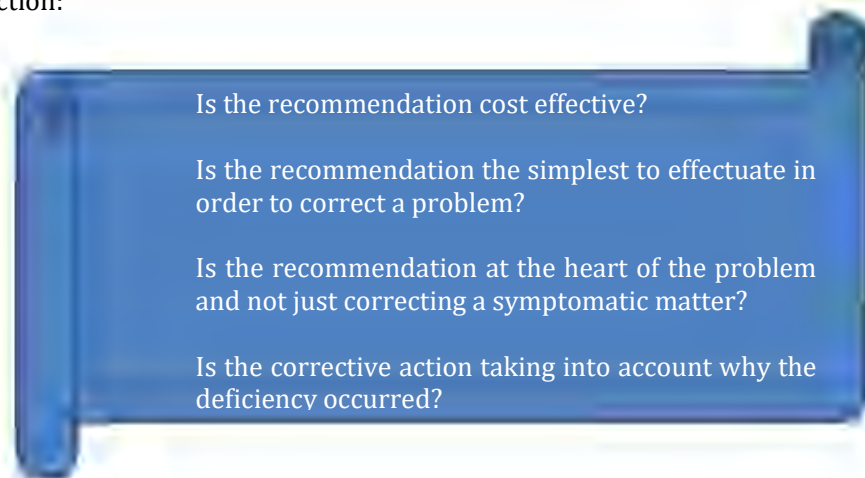 ction:
Is the recommendation cost effective?
Is the recommendation the simplest to effectuate in
order to correct a problem?
Is the recommendation at the heart of the problem
and not just correcting a symptomatic matter?
Is the corrective action taking into account why the
deficiency occurred?